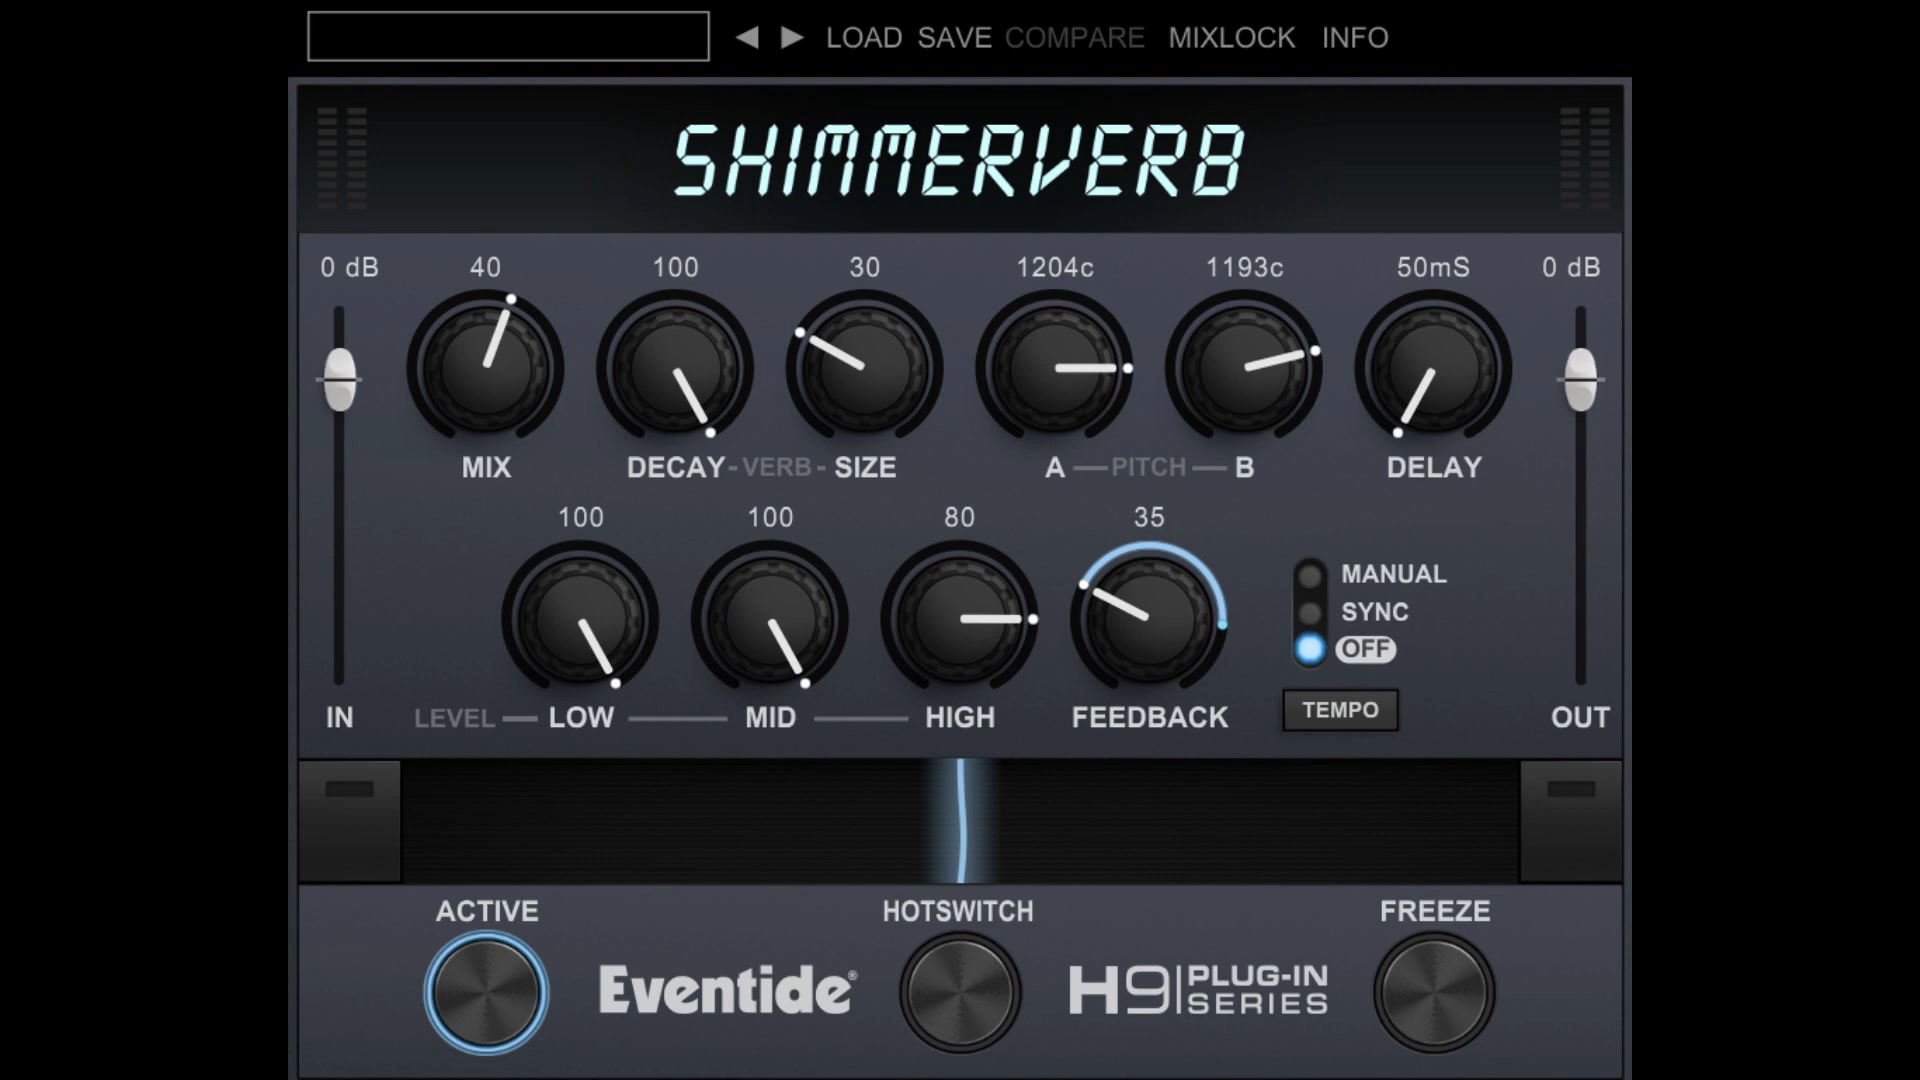 LOAD SAVE COMPARE MIXLOCK INFO
SHIMMERVERB
0 dB 40 100 30 1204c 1193c 50mS 0 dB
MIX DECAY - VERB - SIZE A PITCH B DELAY
100 100 80 35
MANUAL
SYNC
OFF
TEMPO
IN LEVEL LOW MID HIGH FEEDBACK OUT
ACTIVE HOTSWITCH FREEZE
Eventide® H9 PLUG-IN
SERIES